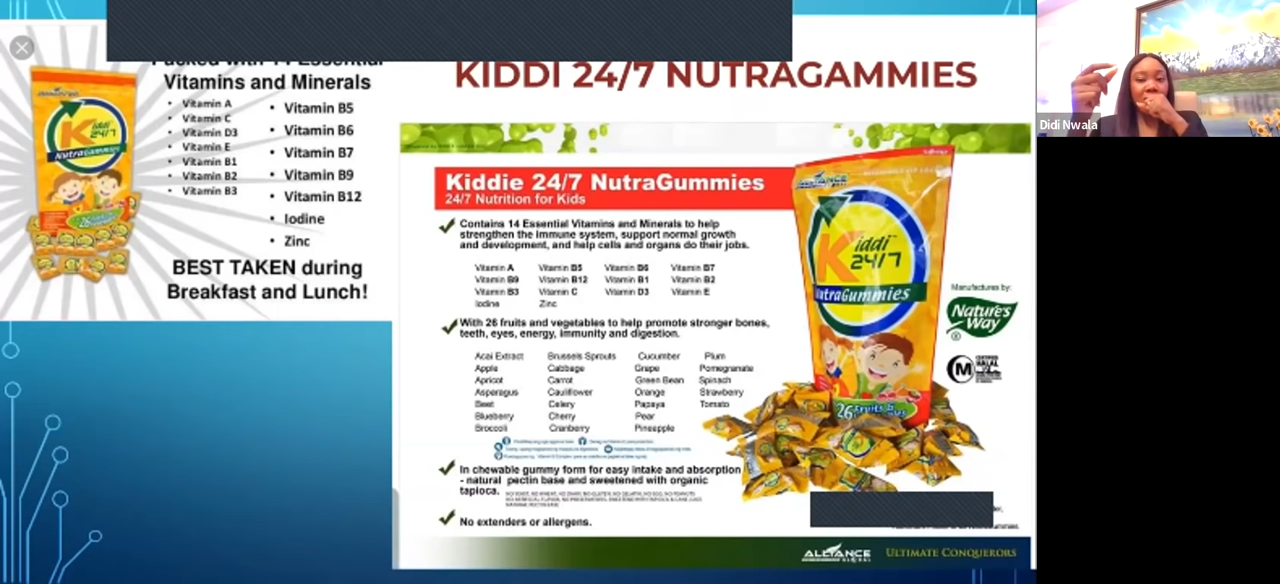 Vitamins and Minerals
Vitamin A
Vitamin C
Vitamin D3
Vitamin E
Vitamin B1
Vitamin B2
Vitamin B3
Vitamin B5
Vitamin B6
Vitamin B7
Vitamin B9
Vitamin B12
Iodine
Zinc
BEST TAKEN during
Breakfast and Lunch!
Kiddi
24/7
NutraGummies
KIDDI 24/7 NUTRAGAMMIES
Kiddie 24/7 NutraGummies
24/7 Nutrition for Kids
Contains 14 Essential Vitamins and Minerals to help
strengthen the immune system, support normal growth
and development, and help cells and organs do their jobs.
Vitamin A Vitamin B5 Vitamin B6 Vitamin B7
Vitamin B9 Vitamin B12 Vitamin B1 Vitamin B2
Vitamin B3 Vitamin C Vitamin D3 Vitamin E
Iodine Zinc
With 26 fruits and vegetables to help promote stronger bones,
teeth, eyes, energy, immunity and digestion.
Acai Extract Brussels Sprouts Cucumber Plum
Apple Cabbage Grape Pomegranate
Apricot Carrot Green Bean Spinach
Asparagus Cauliflower Orange Strawberry
Beet Celery Papaya Tomato
Blueberry Cherry Pear
Broccoli Cranberry Pineapple
In chewable gummy form for easy intake and absorption
- natural pectin base and sweetened with organic
tapioca.
No extenders or allergens.
ALLIANCE
Kiddi
24/7
NutraGummies
26 Fruits &
Manufactures by:
Nature's
Way
M
ALLIANCE
GLOBAL
ULTIMATE CONQUERORS
Didi Nwala